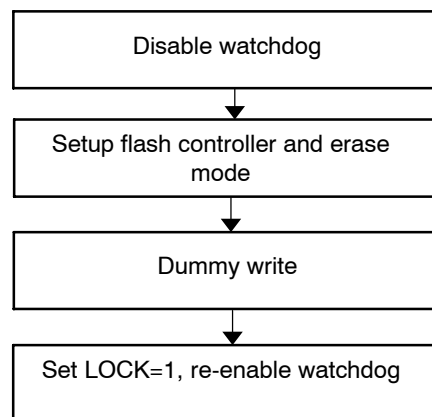 Disable watchdog
Setup flash controller and erase
mode
Dummy write
Set LOCK=1, re-enable watchdog